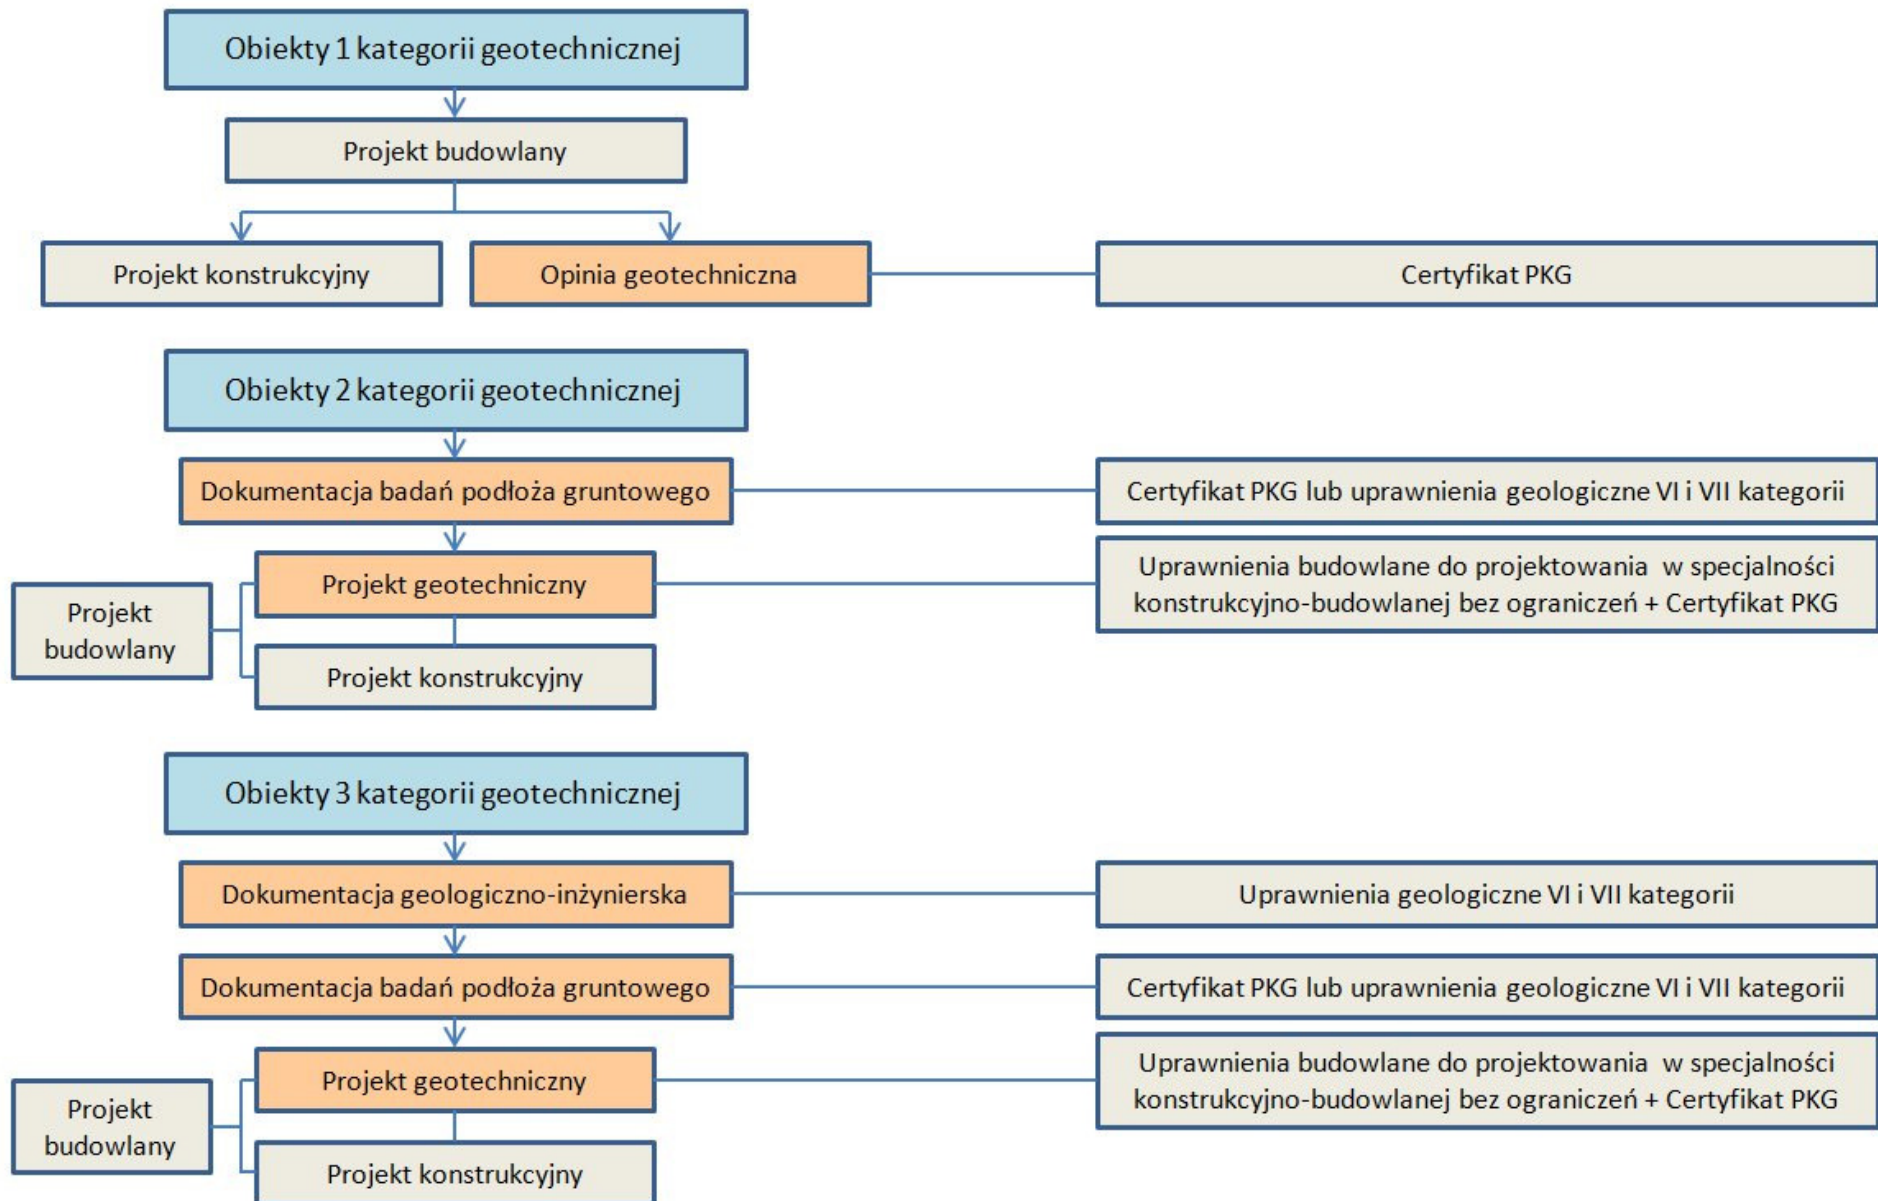 Obiekty 1 kategorii geotechnicznej
Projekt budowlany
Projekt konstrukcyjny
Opinia geotechniczna
Certyfikat PKG
Obiekty 2 kategorii geotechnicznej
Dokumentacja badań podłoża gruntowego
Certyfikat PKG lub uprawnienia geologiczne VI i VII kategorii
Projekt geotechniczny
Uprawnienia budowlane do projektowania w specjalności
konstrukcyjno-budowlanej bez ograniczeń + Certyfikat PKG
Projekt
budowlany
Projekt konstrukcyjny
Obiekty 3 kategorii geotechnicznej
Dokumentacja geologiczno-inżynierska
Uprawnienia geologiczne VI i VII kategorii
Dokumentacja badań podłoża gruntowego
Certyfikat PKG lub uprawnienia geologiczne VI i VII kategorii
Projekt geotechniczny
Uprawnienia budowlane do projektowania w specjalności
konstrukcyjno-budowlanej bez ograniczeń + Certyfikat PKG
Projekt
budowlany
Projekt konstrukcyjny